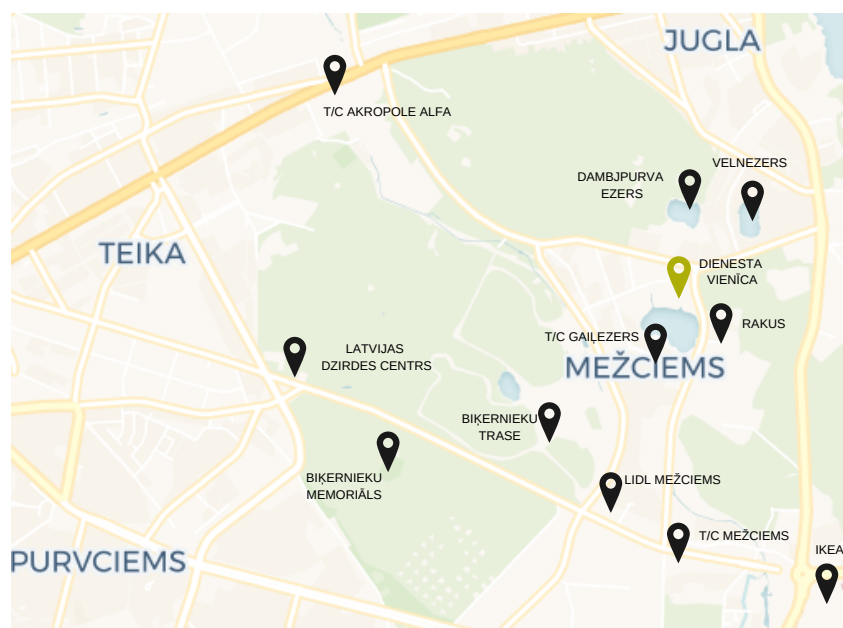 JUGLA
T/C AKROPOLE ALFA
VELNEZERS
DAMBJPURVA
EZERS
TEIKA
DIENESTA
VIENĪCA
RAKUS
T/C GAIĻEZERS
LATVIJAS
DZIRDES CENTRS
MEŽCIEMS
BIĶERNIEKU
TRASE
BIĶERNIEKU
MEMORIĀLS
LIDL MEŽCIEMS
T/C MEŽCIEMS
IKEA
PURVCIEMS